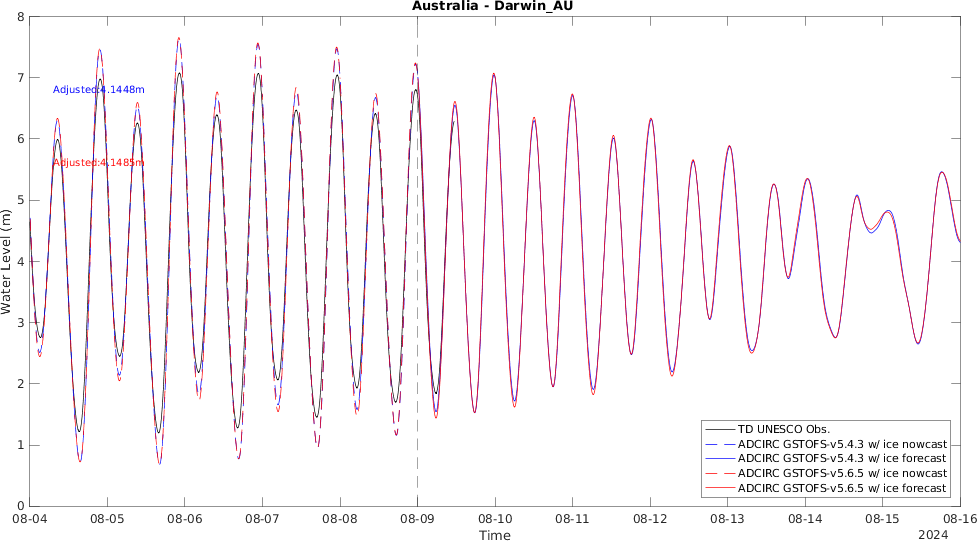 Australia - Darwin_AU
8
7
6
5
4
3
2
1
0
Water Level (m)
Adjusted:4.1448m
Adjusted:4.1485m
TD UNESCO Obs.
ADCIRC GSTOFS-v5.4.3 w/ ice nowcast
ADCIRC GSTOFS-v5.4.3 w/ ice forecast
ADCIRC GSTOFS-v5.6.5 w/ ice nowcast
ADCIRC GSTOFS-v5.6.5 w/ ice forecast
08-04 08-05 08-06 08-07 08-08 08-09 08-10 08-11 08-12 08-13 08-14 08-15 08-16
Time
2024